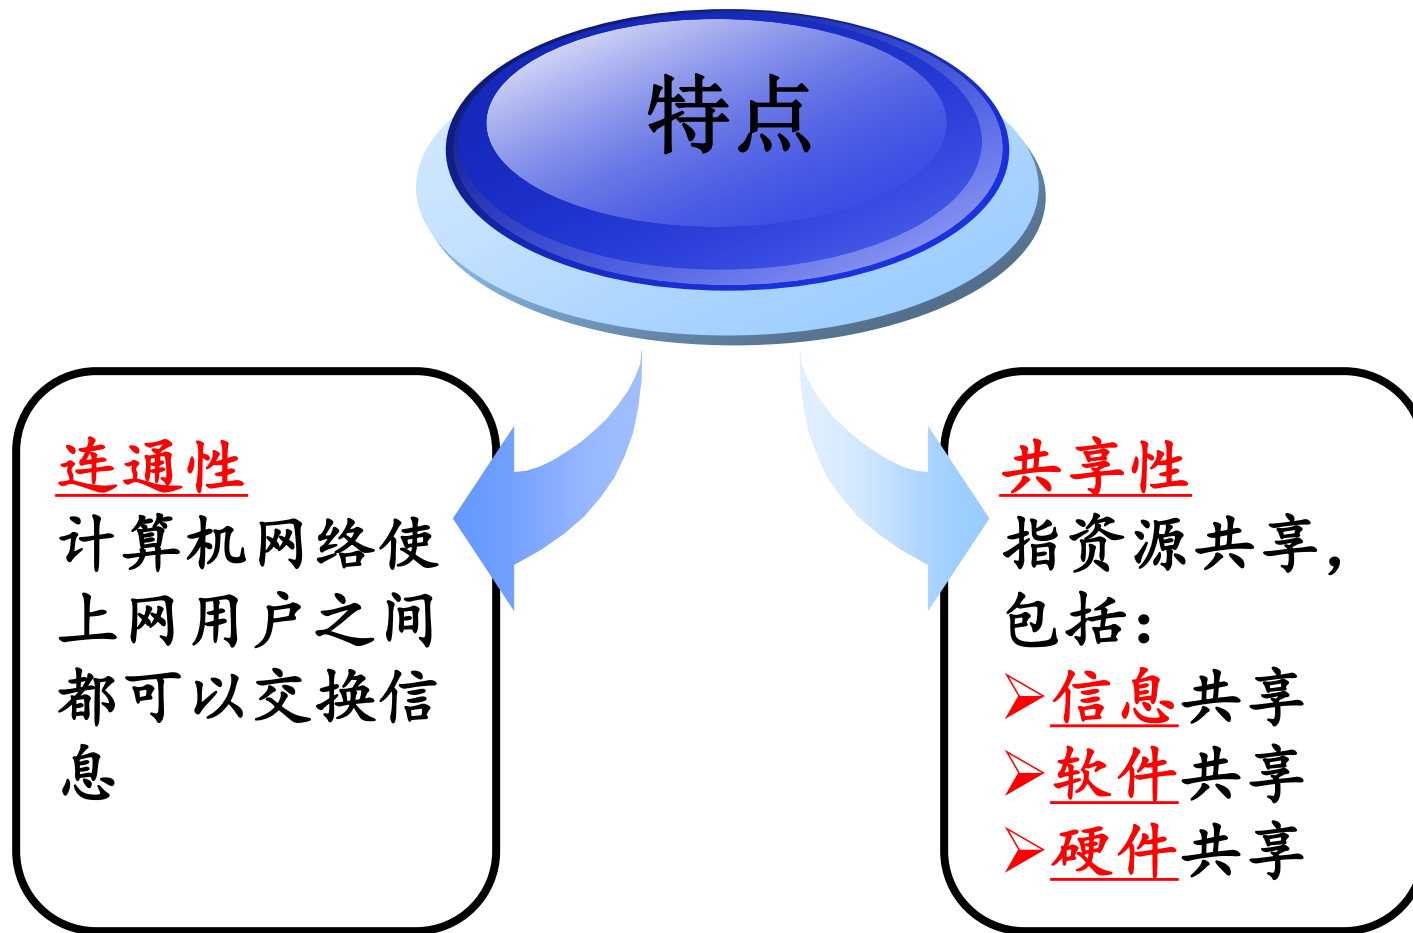 特点
连通性
计算机网络使
上网用户之间
都可以交换信
息
共享性
指资源共享，
包括：
➢信息共享
➢软件共享
➢硬件共享